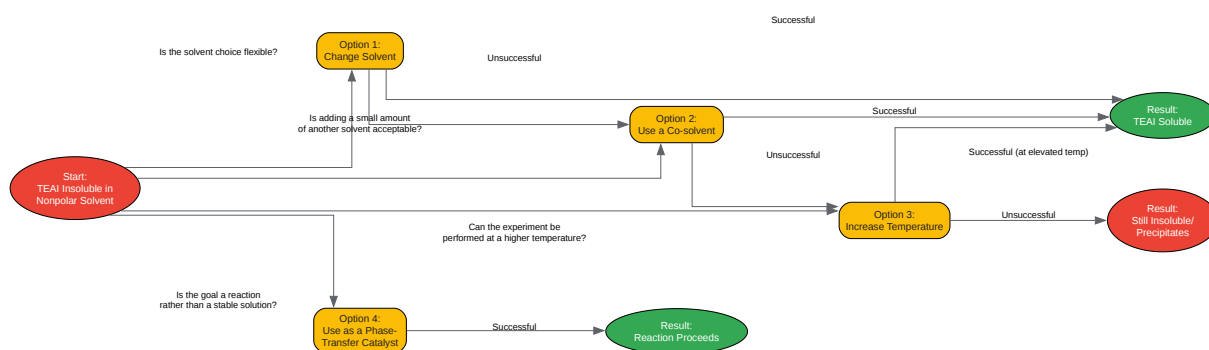 Successful
Option 1:
Change Solvent
Is the solvent choice flexible?
Unsuccessful
Is adding a small amount
of another solvent acceptable?
Option 2:
Use a Co-solvent
Successful
Result:
TEAI Soluble
Unsuccessful
Successful (at elevated temp)
Start:
TEAI Insoluble in
Nonpolar Solvent
Option 3:
Increase Temperature
Unsuccessful
Result:
Still Insoluble/
Precipitates
Can the experiment be
performed at a higher temperature?
Is the goal a reaction
rather than a stable solution?
Option 4:
Use as a Phase-
Transfer Catalyst
Successful
Result:
Reaction Proceeds